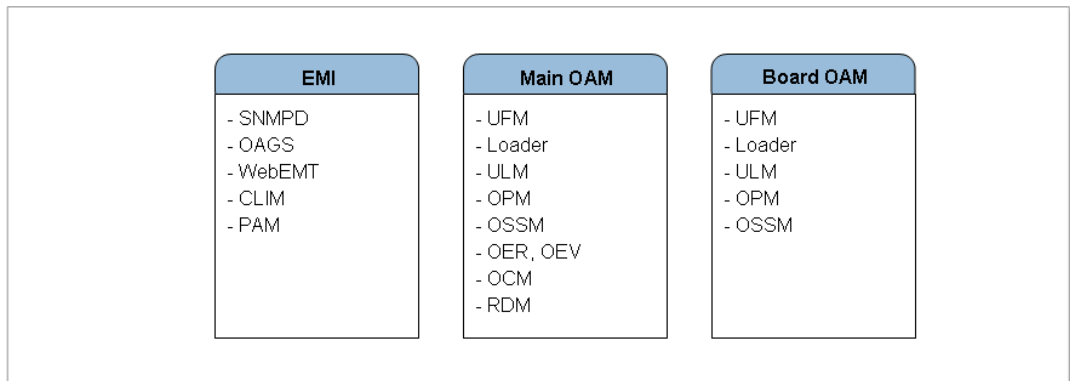 EMI
- SNMPD
- OAGS
- WebEMT
- CLIM
- PAM
Main OAM
- UFM
- Loader
- ULM
- OPM
- OSSM
- OER, OEV
- OCM
- RDM
Board OAM
- UFM
- Loader
- ULM
- OPM
- OSSM